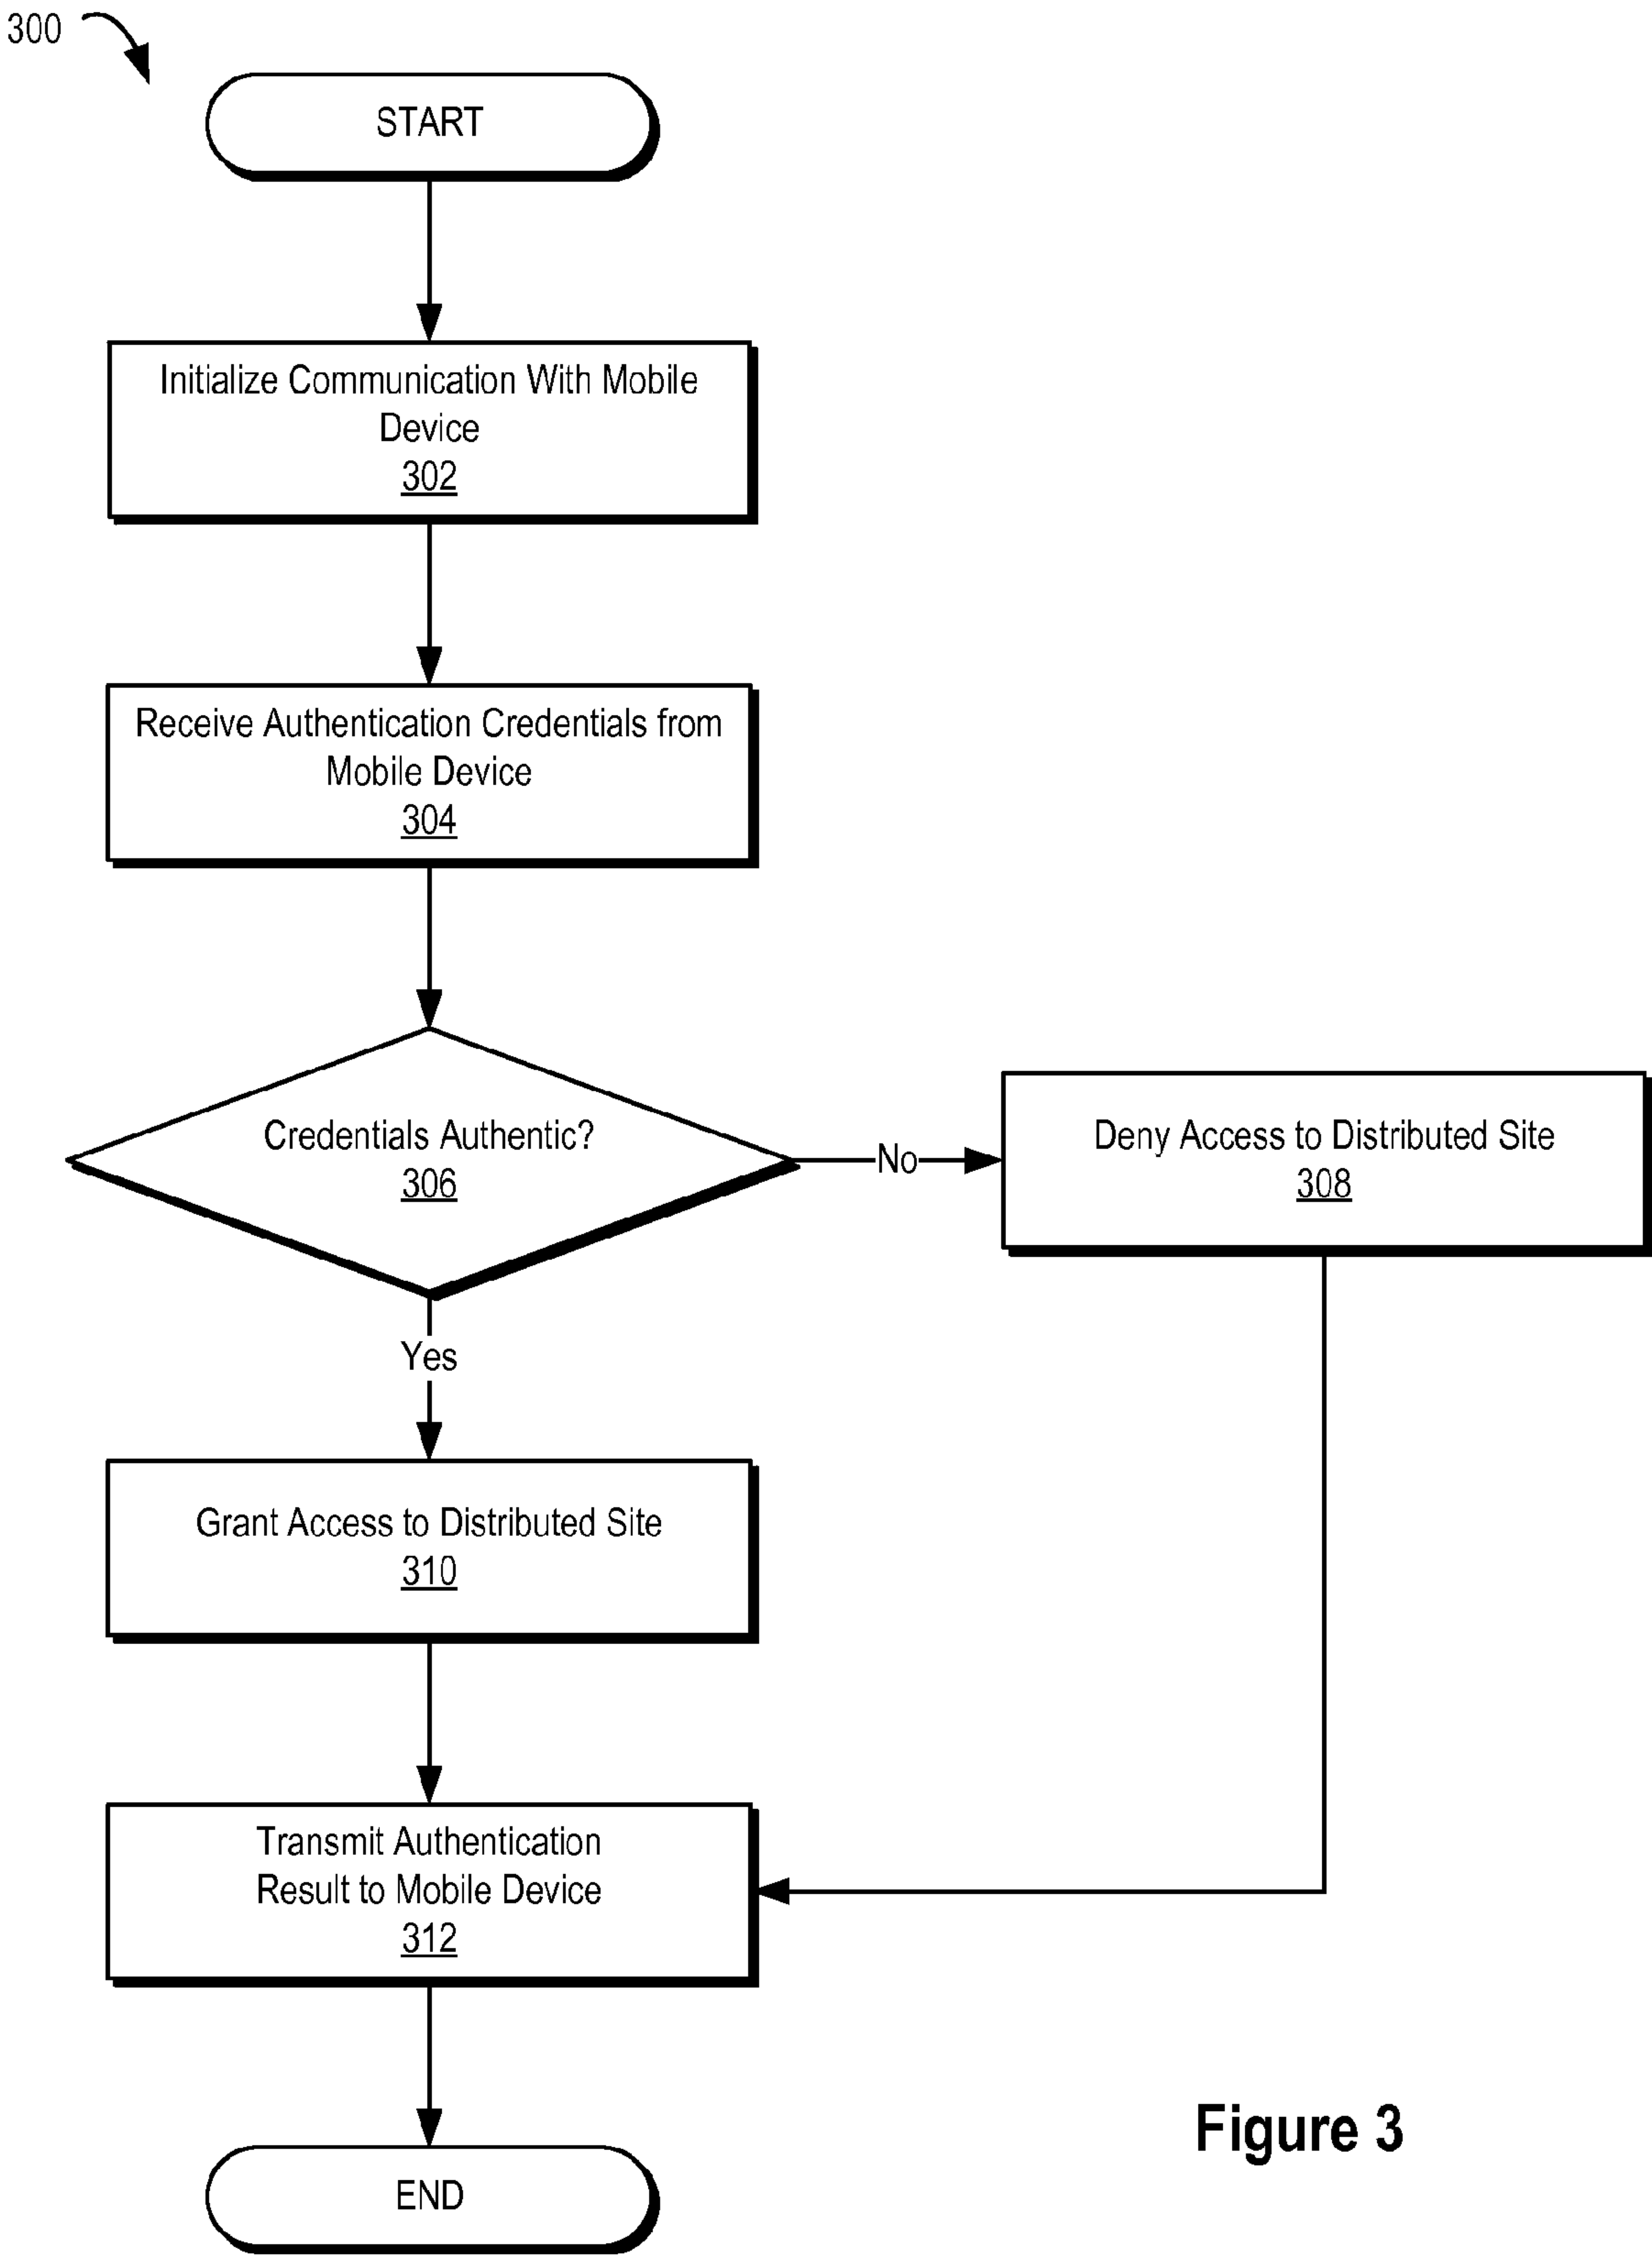 300
START
Initialize Communication With Mobile
Device
302
Receive Authentication Credentials from
Mobile Device
304
Credentials Authentic?
306
No
Deny Access to Distributed Site
308
Yes
Grant Access to Distributed Site
310
Transmit Authentication
Result to Mobile Device
312
END
Figure 3